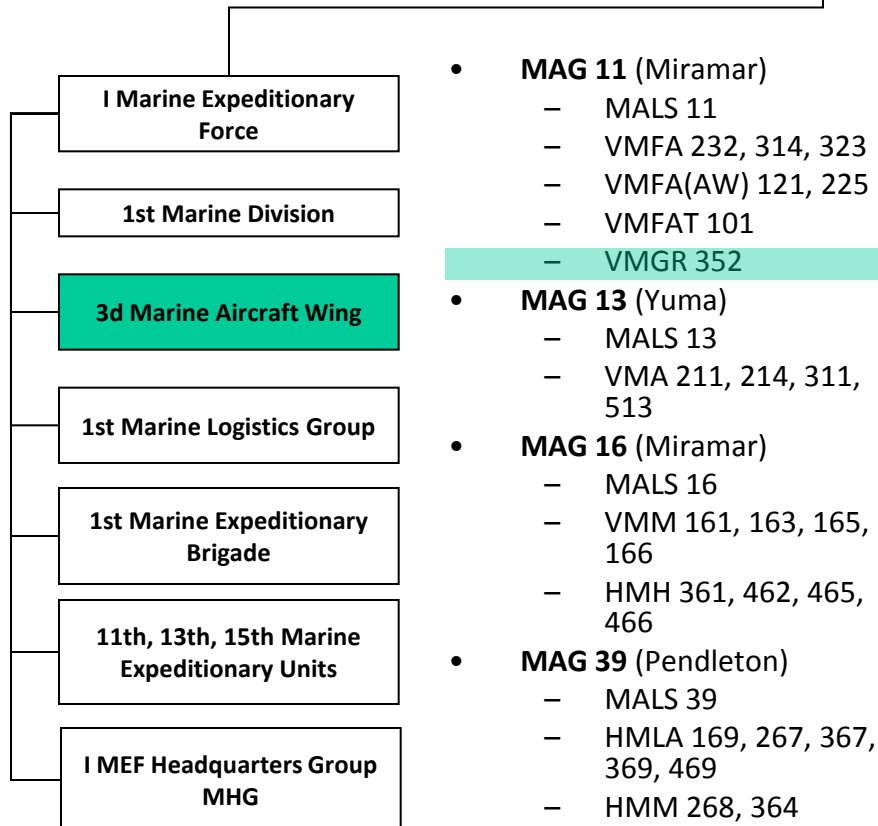 I Marine Expeditionary
Force
1st Marine Division
3d Marine Aircraft Wing
1st Marine Logistics Group
1st Marine Expeditionary
Brigade
11th, 13th, 15th Marine
Expeditionary Units
I MEF Headquarters Group
MHG
• MAG 11 (Miramar)
– MALS 11
– VMFA 232, 314, 323
– VMFA(AW) 121, 225
– VMFAT 101
– VMGR 352
• MAG 13 (Yuma)
– MALS 13
– VMA 211, 214, 311,
513
• MAG 16 (Miramar)
– MALS 16
– VMM 161, 163, 165,
166
– HMH 361, 462, 465,
466
• MAG 39 (Pendleton)
– MALS 39
– HMLA 169, 267, 367,
369, 469
– HMM 268, 364